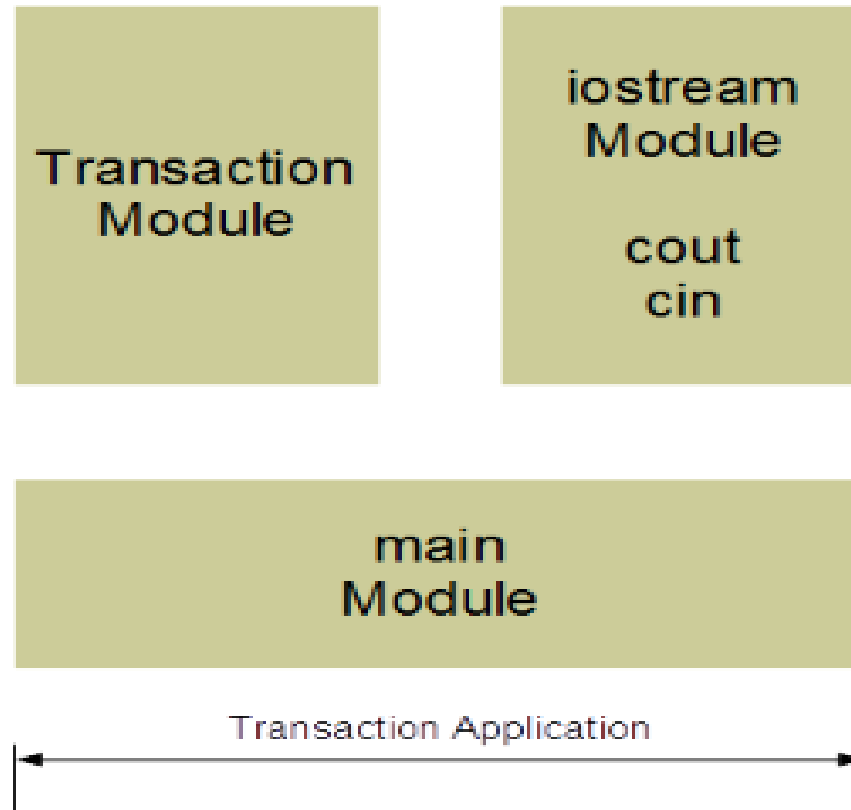 Transaction
Module
iostream
Module
cout
cin
main
Module
Transaction Application